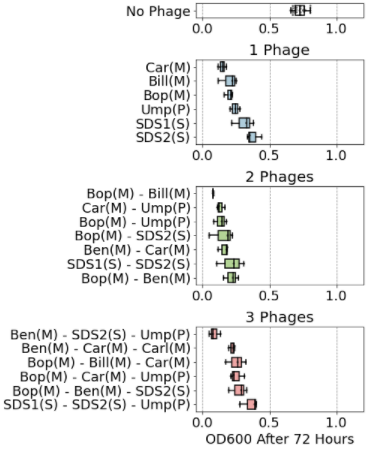 No Phage
0.0 0.5 1.0
1 Phage
Car(M)
Bill(M)
Bop(M)
Ump(P)
SDS1(S)
SDS2(S)
0.0 0.5 1.0
2 Phages
Bop(M) - Bill(M)
Car(M) - Ump(P)
Bop(M) - Ump(P)
Bop(M) - SDS2(S)
Ben(M) - Car(M)
SDS1(S) - SDS2(S)
Bop(M) - Ben(M)
0.0 0.5 1.0
3 Phages
Ben(M) - SDS2(S) - Ump(P)
Ben(M) - Car(M) - Carl(M)
Bop(M) - Bill(M) - Car(M)
Bop(M) - Car(M) - Ump(P)
Bop(M) - Ben(M) - SDS2(S)
SDS1(S) - SDS2(S) - Ump(P)
0.0 0.5 1.0
OD600 After 72 Hours